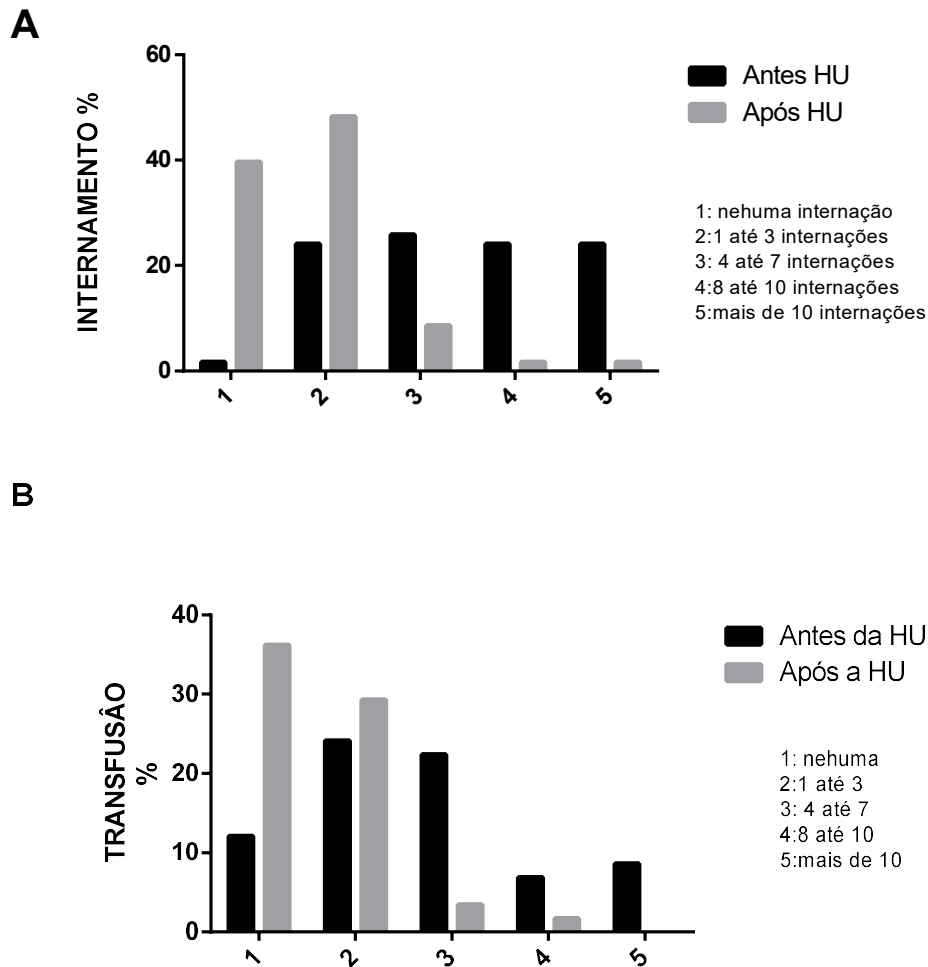 A
60
40
20
0
INTERNAMENTO %
1
2
3
4
5
Antes HU
Após HU
1: nehuma internação
2:1 até 3 internações
3: 4 até 7 internações
4:8 até 10 internações
5:mais de 10 internações
B
40
30
20
10
0
TRANSFUSÂO
%
1
2
3
4
5
Antes da HU
Após a HU
1: nehuma
2:1 até 3
3: 4 até 7
4:8 até 10
5:mais de 10